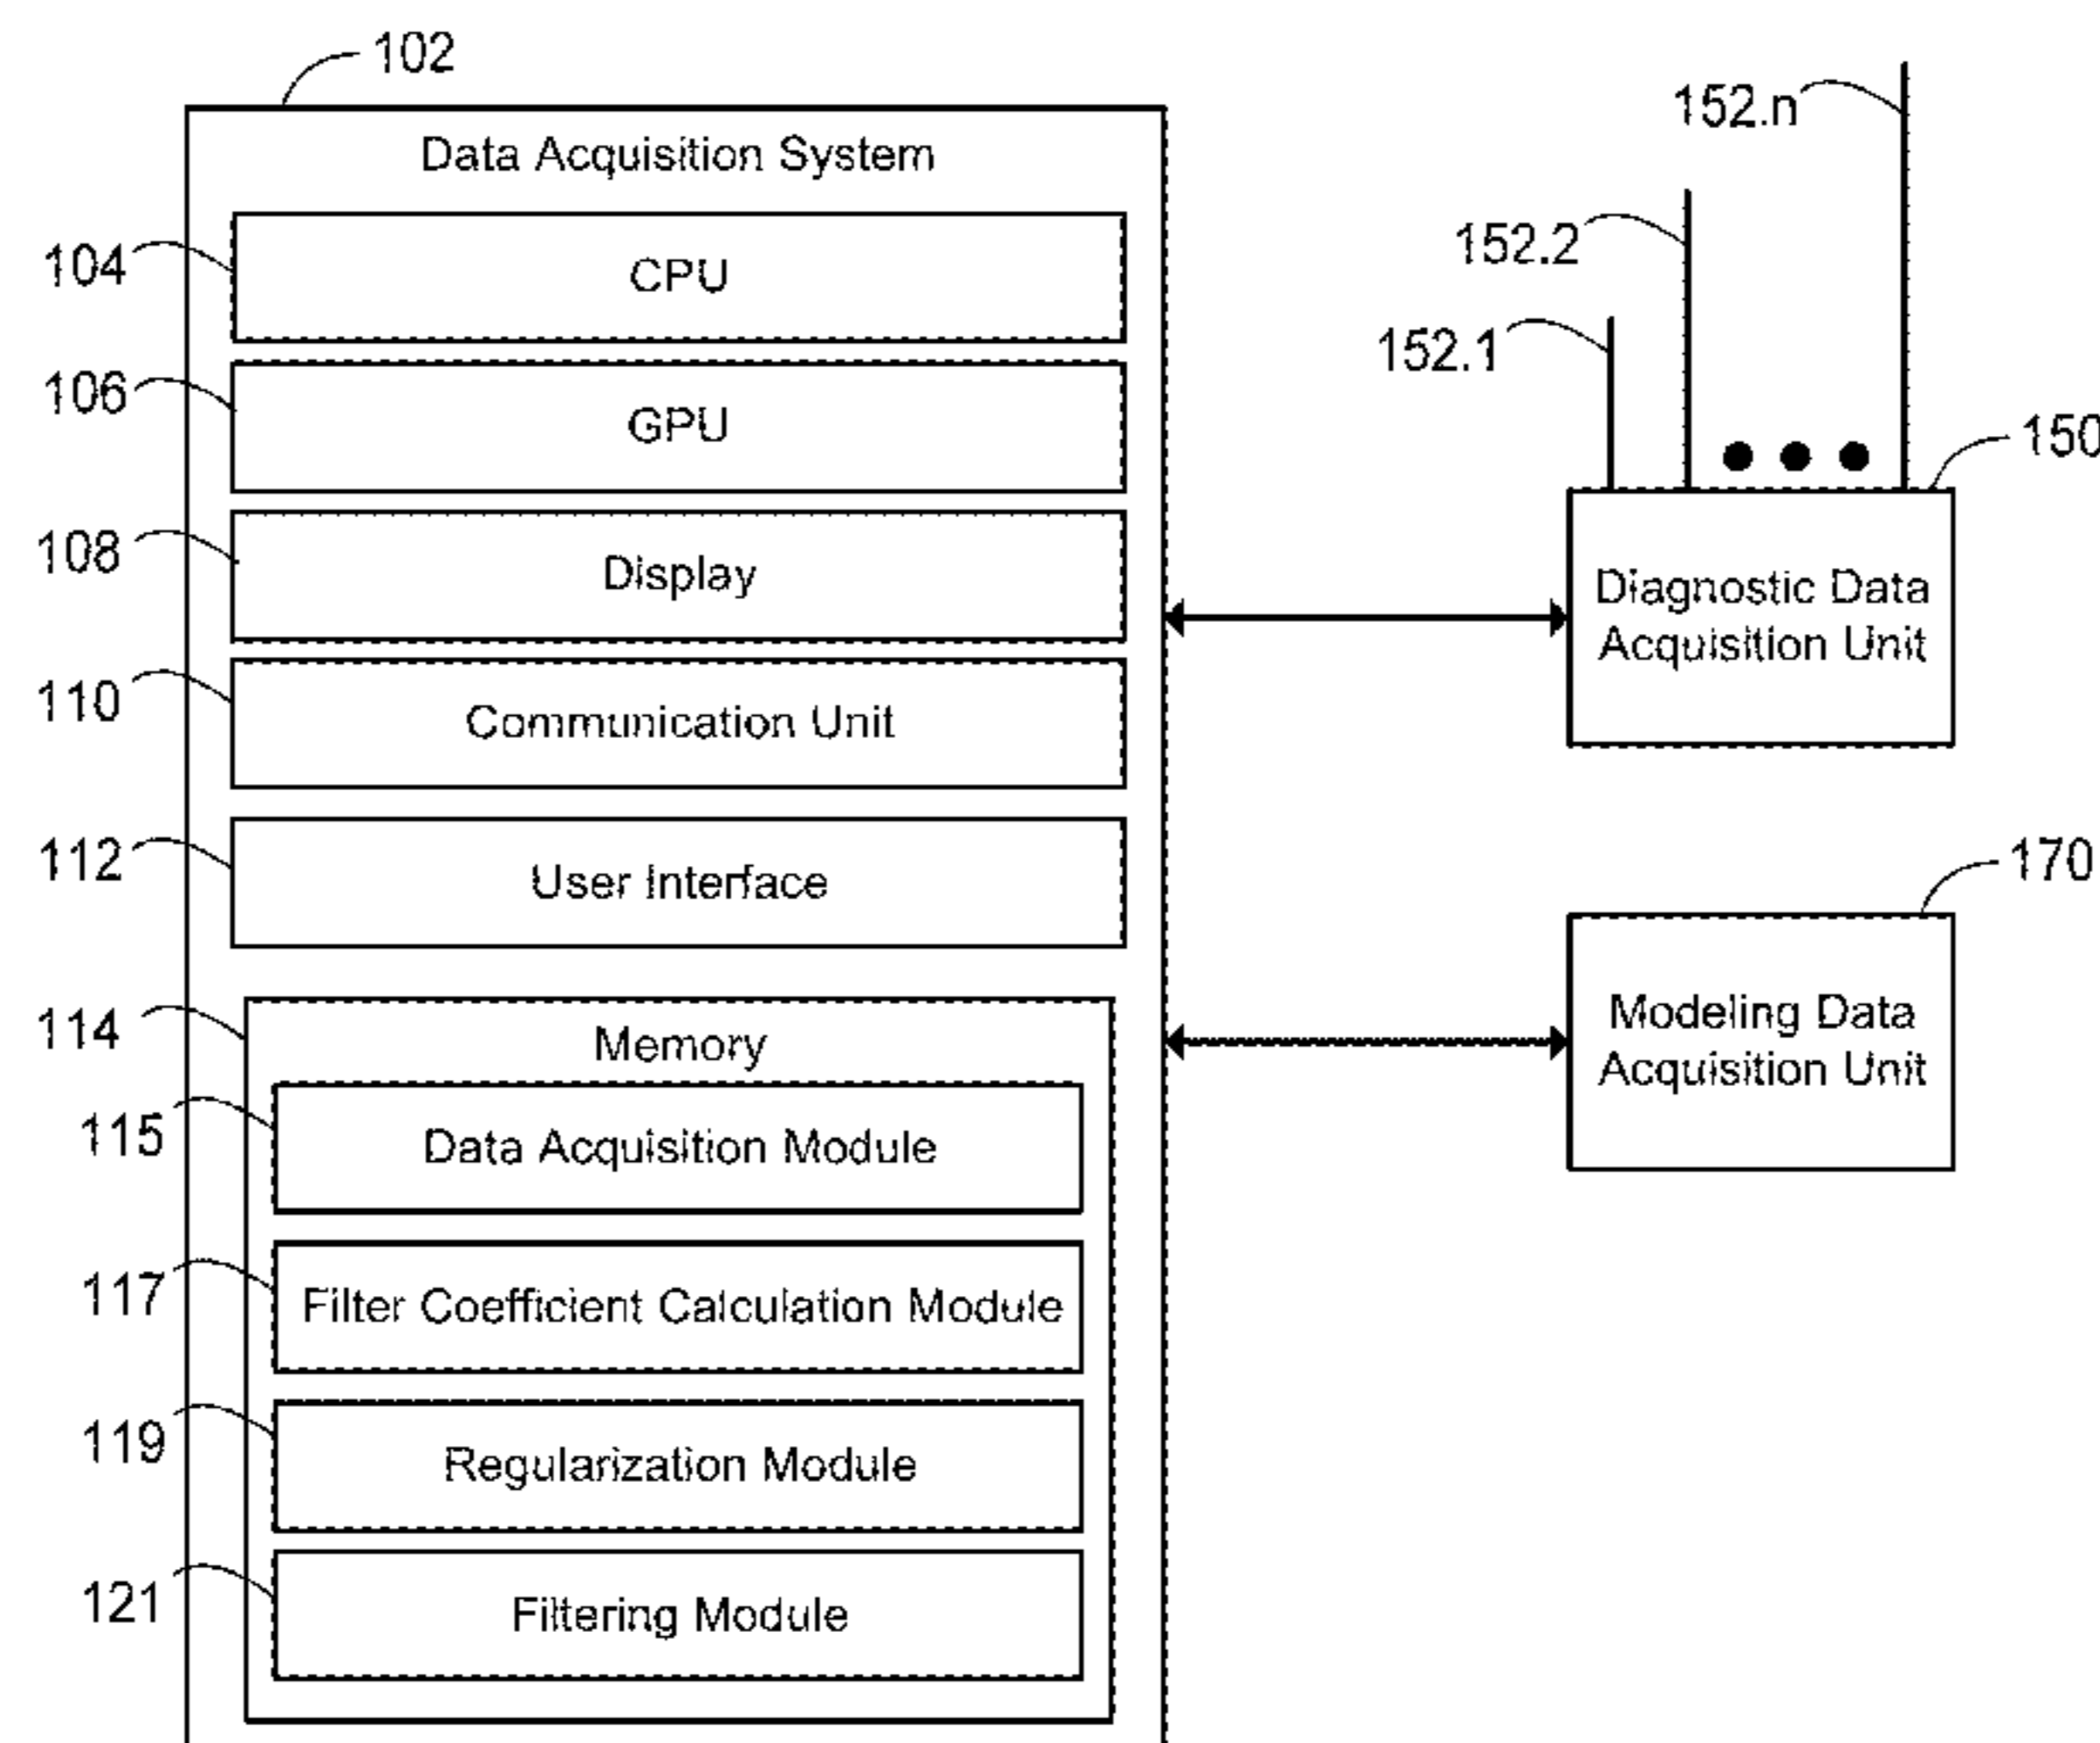 102
Data Acquisition System
104
CPU
106
GPU
108
Display
110
Communication Unit
112
User Interface
114
Memory
115
Data Acquisition Module
117
Filter Coefficient Calculation Module
119
Regularization Module
121
Filtering Module
152.n
152.2
152.1
150
Diagnostic Data
Acquisition Unit
170
Modeling Data
Acquisition Unit